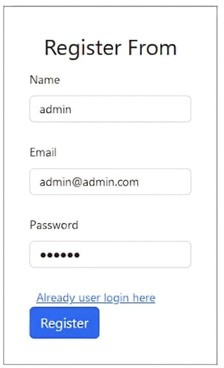 Register From
Name
admin
Email
admin@admin.com
Password
●●●●●●
Already user login here
Register